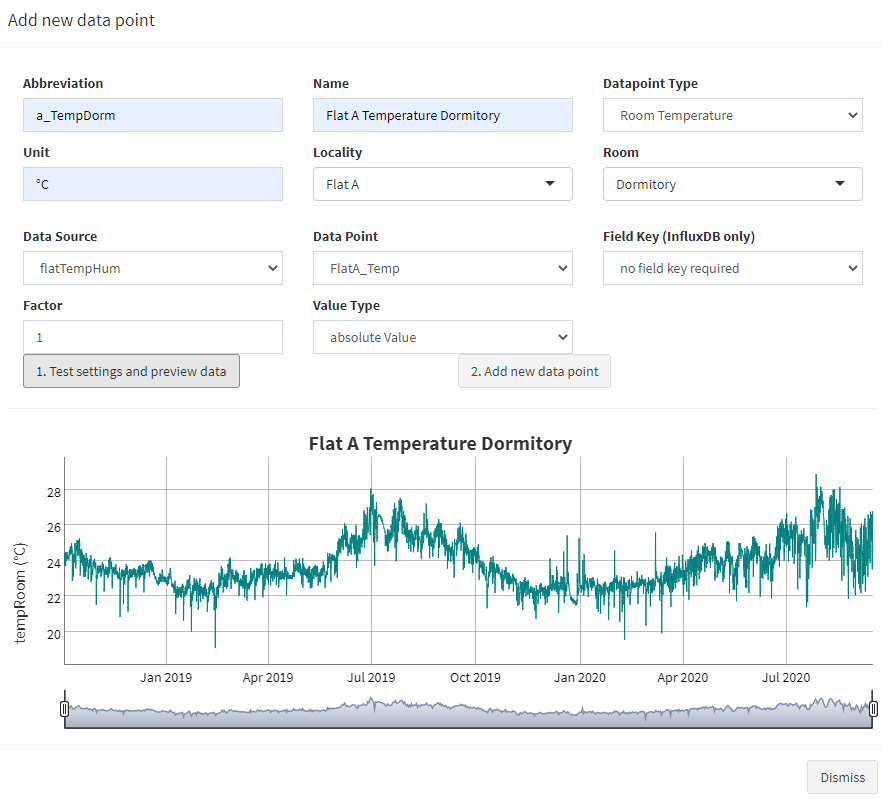 Add new data point
Abbreviation Name Datapoint Type
a_TempDorm Flat A Temperature Dormitory Room Temperature
Unit Locality Room
°C Flat A Dormitory
Data Source Data Point Field Key (InfluxDB only)
flatTempHum FlatA_Temp no field key required
Factor Value Type
1 absolute Value
1. Test settings and preview data 2. Add new data point
Flat A Temperature Dormitory
28
26
24
22
20
tempRoom (°C)
Jan 2019 Apr 2019 Jul 2019 Oct 2019 Jan 2020 Apr 2020 Jul 2020
Dismiss